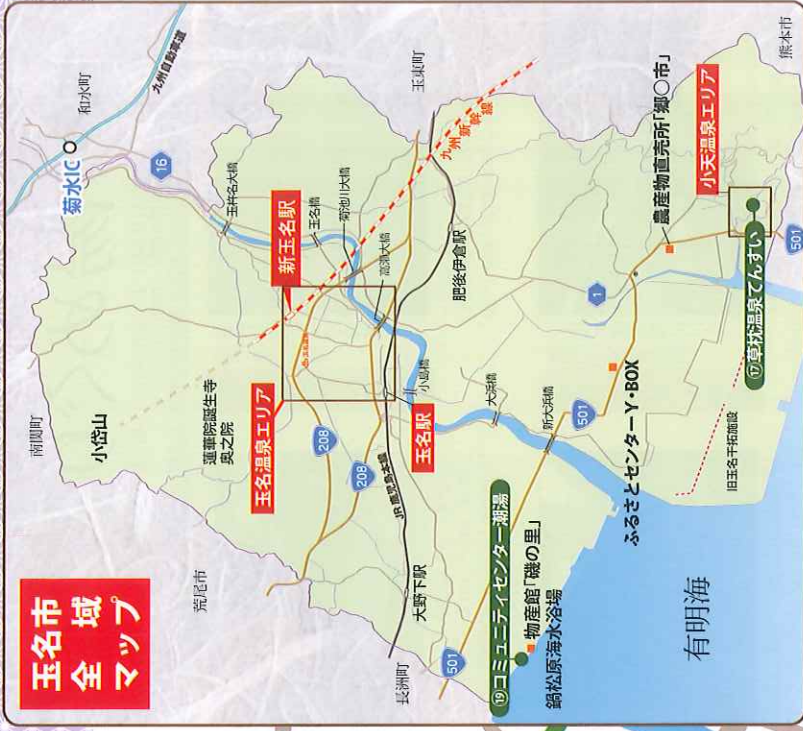 玉名市
全域
マップ
南関町
和水町
菊水IC
九州自動車道
16
小岱山
荒尾市
蓮華院誕生寺
奥之院
玉名温泉エリア
新玉名駅
玉杵名大橋
玉名橋
菊池川大橋
高瀬大橋
玉東町
九州新幹線
208
208
玉名温泉
JR鹿児島本線
玉名駅
小島橋
肥後伊倉駅
大野下駅
長洲町
501
⑲コミュニティセンター潮湯
物産館「磯の里」
鍋松原海水浴場
大浜橋
新大浜橋
501
1
農産物直売所「郷○市」
小天温泉エリア
熊本市
ふるさとセンターY・BOX
⑰草枕温泉てんすい
501
旧玉名干拓施設
有明海